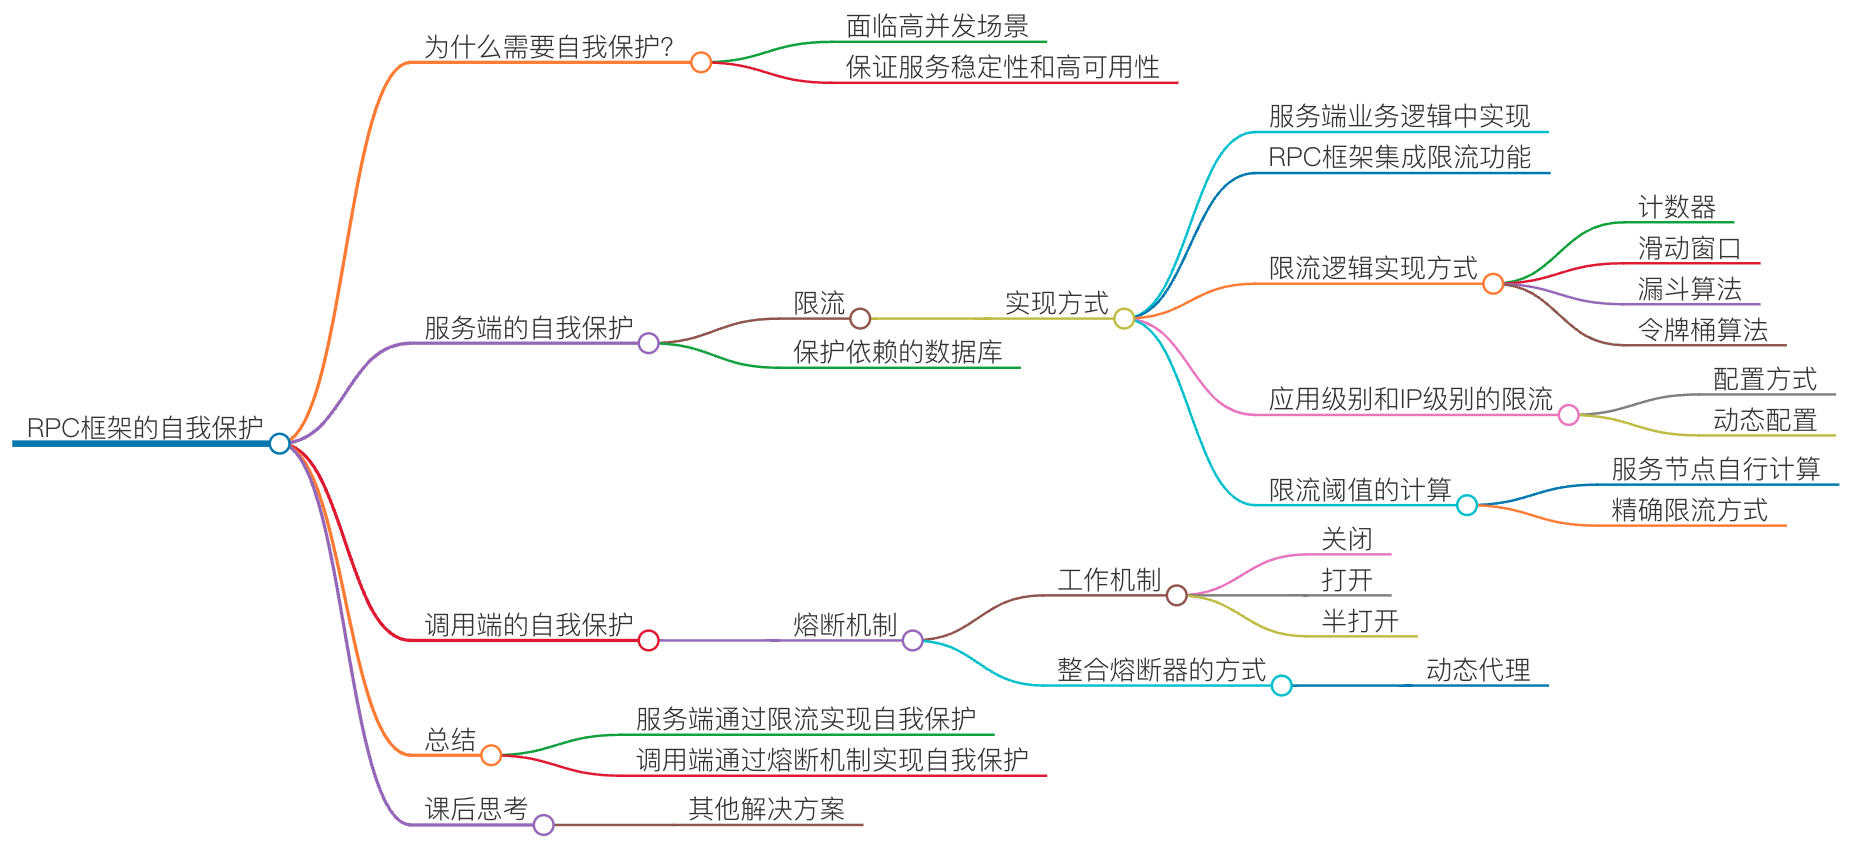 RPC框架的自我保护
为什么需要自我保护?
面临高并发场景
保证服务稳定性和高可用性
服务端的自我保护
限流
实现方式
服务端业务逻辑中实现
RPC框架集成限流功能
限流逻辑实现方式
计数器
滑动窗口
漏斗算法
令牌桶算法
应用级别和IP级别的限流
配置方式
动态配置
限流阈值的计算
服务节点自行计算
精确限流方式
保护依赖的数据库
调用端的自我保护
熔断机制
工作机制
关闭
打开
半打开
整合熔断器的方式
动态代理
总结
服务端通过限流实现自我保护
调用端通过熔断机制实现自我保护
课后思考
其他解决方案